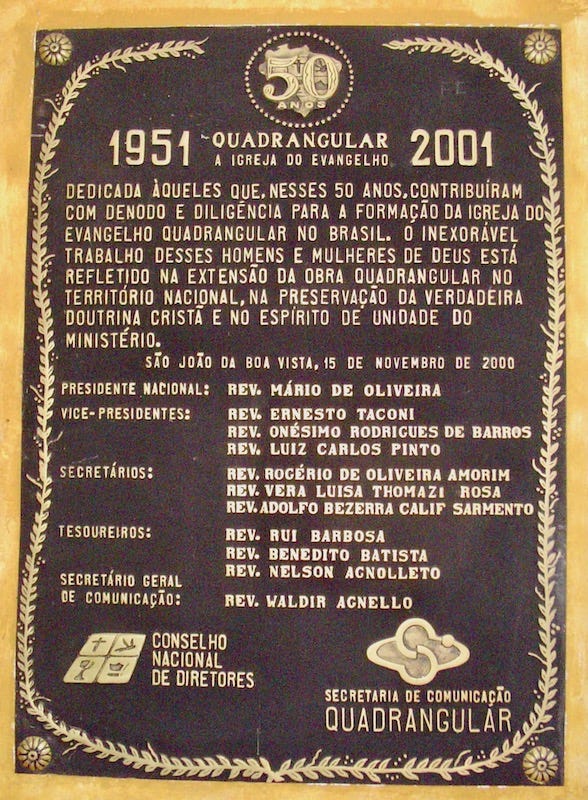 50
ANOS
1951 QUADRANGULAR 2001
A IGREJA DO EVANGELHO
DEDICADA ÀQUELES QUE, NESSES 50 ANOS, CONTRIBUÍRAM
COM DENODO E DILIGÊNCIA PARA A FORMAÇÃO DA IGREJA DO
EVANGELHO QUADRANGULAR NO BRASIL. O INEXORÁVEL
TRABALHO DESSES HOMENS E MULHERES DE DEUS ESTÁ
REFLETIDO NA EXTENSÃO DA OBRA QUADRANGULAR NO
TERRITÓRIO NACIONAL, NA PRESERVAÇÃO DA VERDADEIRA
DOUTRINA CRISTÃ E NO ESPÍRITO DE UNIDADE DO
MINISTÉRIO.
SÃO JOÃO DA BOA VISTA, 15 DE NOVEMBRO DE 2000
PRESIDENTE NACIONAL: REV. MÁRIO DE OLIVEIRA
VICE-PRESIDENTES: REV. ERNESTO TACONI
REV. ONÉSIMO RODRIGUES DE BARROS
REV. LUIZ CARLOS PINTO
SECRETÁRIOS: REV. ROGÉRIO DE OLIVEIRA AMORIM
REV. VERA LUISA THOMAZI ROSA
REV. ADOLFO BEZERRA CALIF SARMENTO
TESOUREIROS: REV. RUI BARBOSA
REV. BENEDITO BATISTA
REV. NELSON AGNOLLETO
SECRETÁRIO GERAL
DE COMUNICAÇÃO: REV. WALDIR AGNELLO
CONSELHO
NACIONAL
DE DIRETORES
SECRETARIA DE COMUNICAÇÃO
QUADRANGULAR